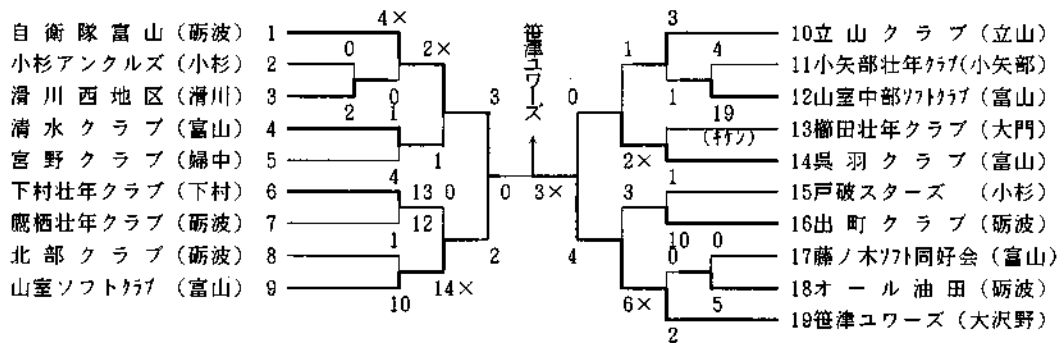 自衛隊富山(砺波) 1
小杉アンクルズ(小杉) 2
滑川西地区(滑川) 3
清水クラブ(富山) 4
宮野クラブ(婦中) 5
下村壮年クラブ(下村) 6
鷹栖壮年クラブ(砺波) 7
北部クラブ(砺波) 8
山室ソフトクラブ(富山) 9
4×
0
2×
2
0
1
1
3
4
13
0
12
1
10
14×
2
0
笹津ユワーズ
3×
0
4
3
1
4
1
19
(キケン)
2×
1
3
10
0
0
5
6×
2
10立山クラブ(立山)
11小矢部壮年クラブ(小矢部)
12山室中部ソフトクラブ(富山)
13櫛田壮年クラブ(大門)
14呉羽クラブ(富山)
15戸破スターズ(小杉)
16出町クラブ(砺波)
17藤ノ木ソフト同好会(富山)
18オール油田(砺波)
19笹津ユワーズ(大沢野)